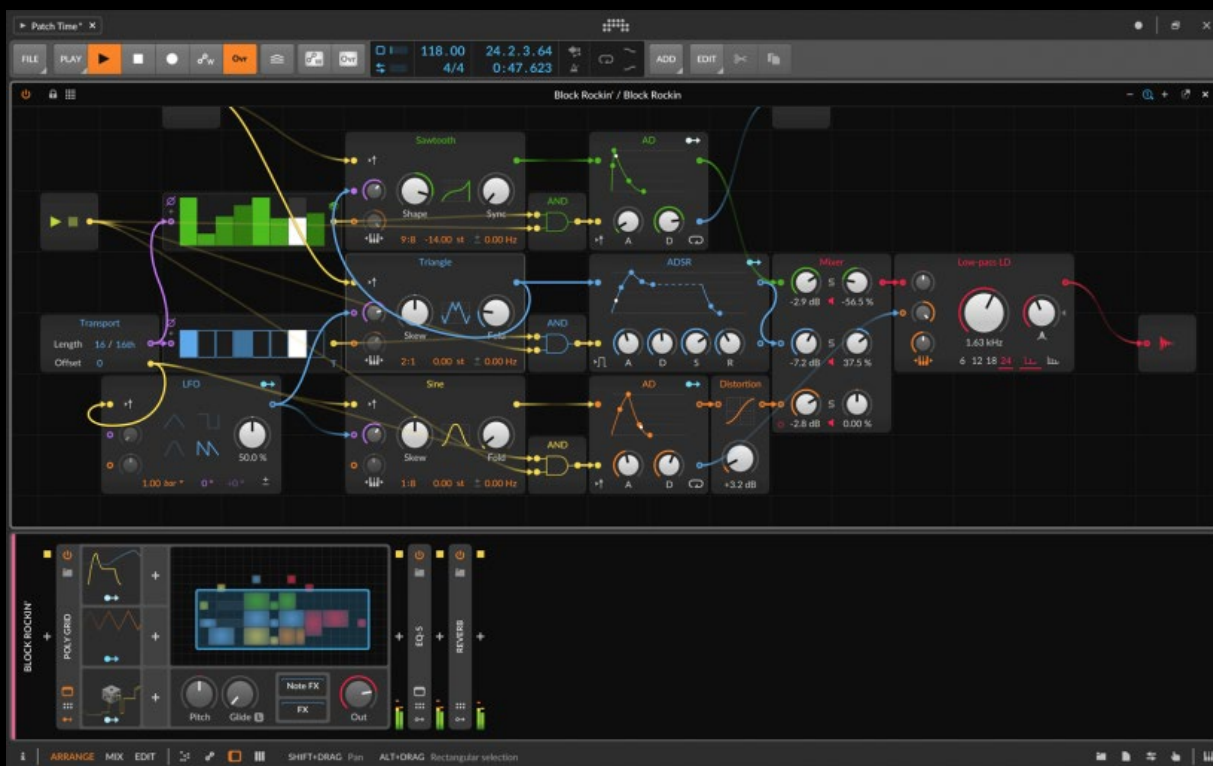 Patch Time*
FILE PLAY Ovr Ovr 118.00 24.2.3.64 ADD EDIT
4/4 0:47.623
Block Rockin' / Block Rockin
Sawtooth AD
AND
Shape Sync
9:8 -14.00 st ± 0.00 Hz A D
Triangle ADSR Mixer Low-pass LD
S
-2.9 dB -56.5 %
Transport
Length 16 / 16th
Offset 0
AND
Skew Fold
2:1 0.00 st ± 0.00 Hz
A D S R
S
-7.2 dB 37.5 %
1.63 kHz
6 12 18 24
LFO Sine AD Distortion
S
-2.8 dB 0.00 %
50.0 %
Skew Fold
AND
1.00 bar 0° +0° ±
1:8 0.00 st ± 0.00 Hz
A D
+3.2 dB
BLOCK ROCKIN'
POLY GRID
Pitch Glide L
Note FX
FX
Out
EQ-5
REVERB
i ARRANGE MIX EDIT SHIFT+DRAG Pan ALT+DRAG Rectangular selection